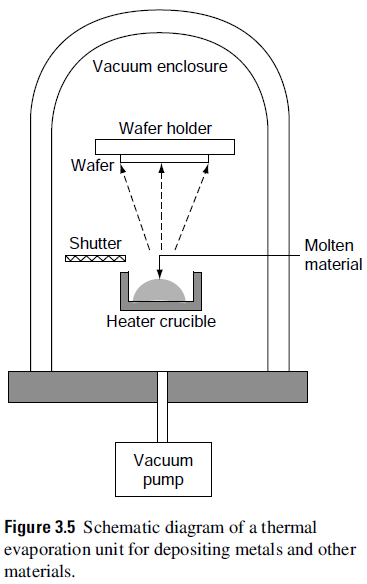 Vacuum enclosure
Wafer holder
Wafer
Shutter
Molten
material
Heater crucible
Vacuum
pump
Figure 3.5 Schematic diagram of a thermal
evaporation unit for depositing metals and other
materials.